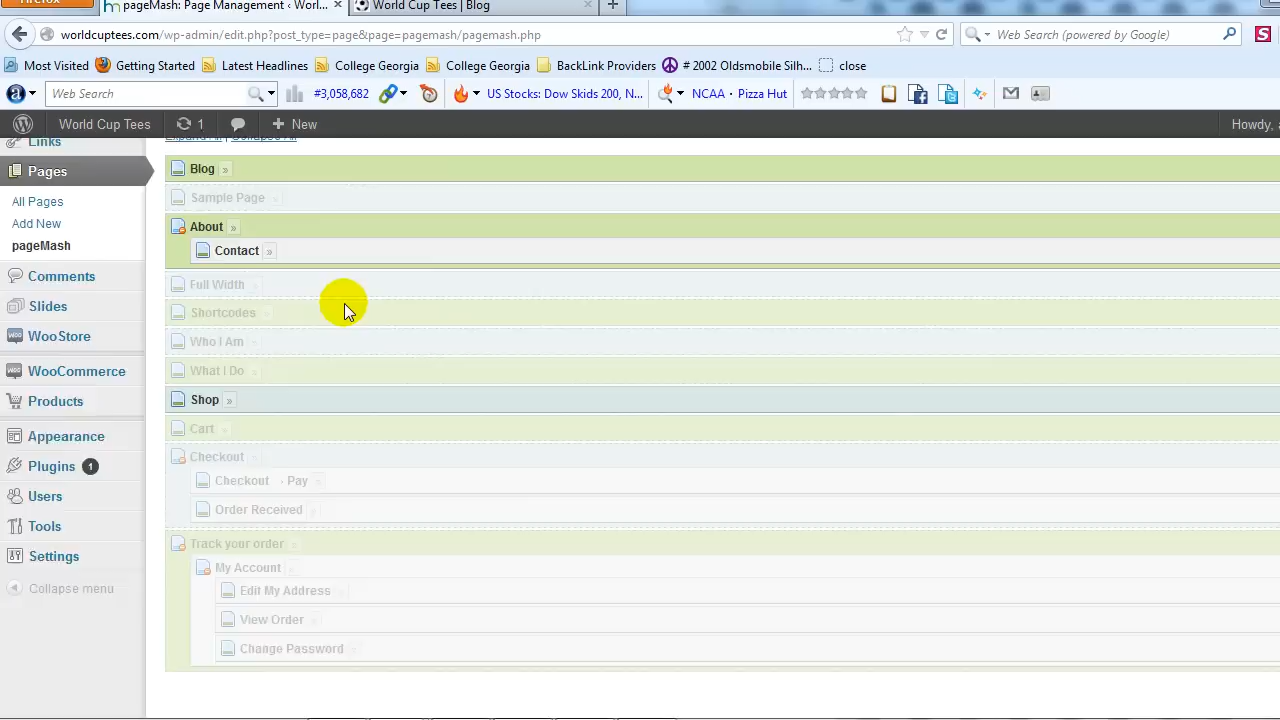 Firefox
pageMash: Page Management ‹ Worl... × World Cup Tees | Blog × +
worldcuptees.com/wp-admin/edit.php?post_type=page&page=pagemash/pagemash.php
Web Search (powered by Google)
Most Visited Getting Started Latest Headlines College Georgia College Georgia BackLink Providers # 2002 Oldsmobile Silh... close
Web Search #3,058,682 US Stocks: Dow Skids 200, N... NCAA · Pizza Hut
World Cup Tees 1 New Howdy,
Expand All | Collapse All
Links
Pages
All Pages
Add New
pageMash
Comments
Slides
WooStore
WooCommerce
Products
Appearance
Plugins 1
Users
Tools
Settings
Collapse menu
Blog »
Sample Page
About »
Contact »
Full Width
Shortcodes
Who I Am
What I Do
Shop »
Cart
Checkout
Checkout → Pay
Order Received
Track your order
My Account
Edit My Address
View Order
Change Password